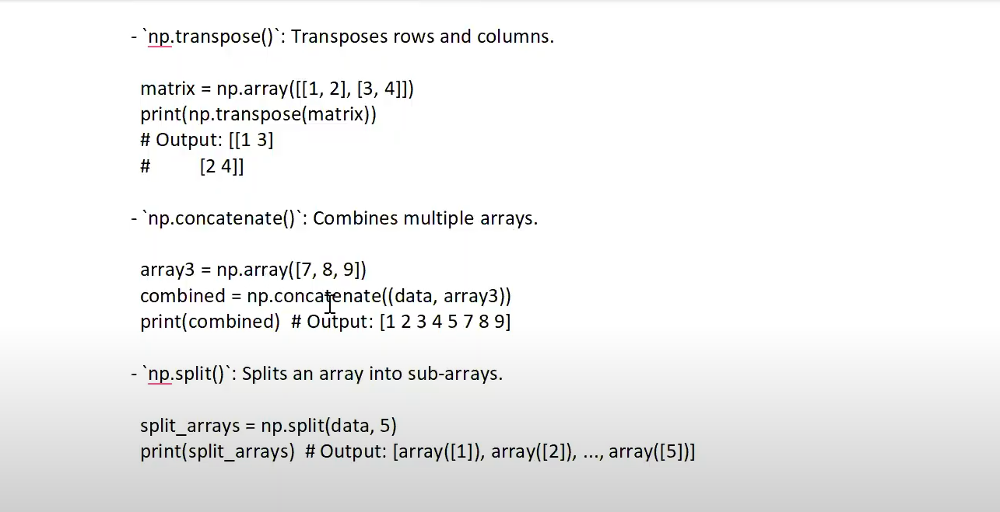 - `np.transpose()`: Transposes rows and columns.
matrix = np.array([[1, 2], [3, 4]])
print(np.transpose(matrix))
# Output: [[1 3]
#         [2 4]]
- `np.concatenate()`: Combines multiple arrays.
array3 = np.array([7, 8, 9])
combined = np.concatenate((data, array3))
print(combined)  # Output: [1 2 3 4 5 7 8 9]
- `np.split()`: Splits an array into sub-arrays.
split_arrays = np.split(data, 5)
print(split_arrays)  # Output: [array([1]), array([2]), ..., array([5])]